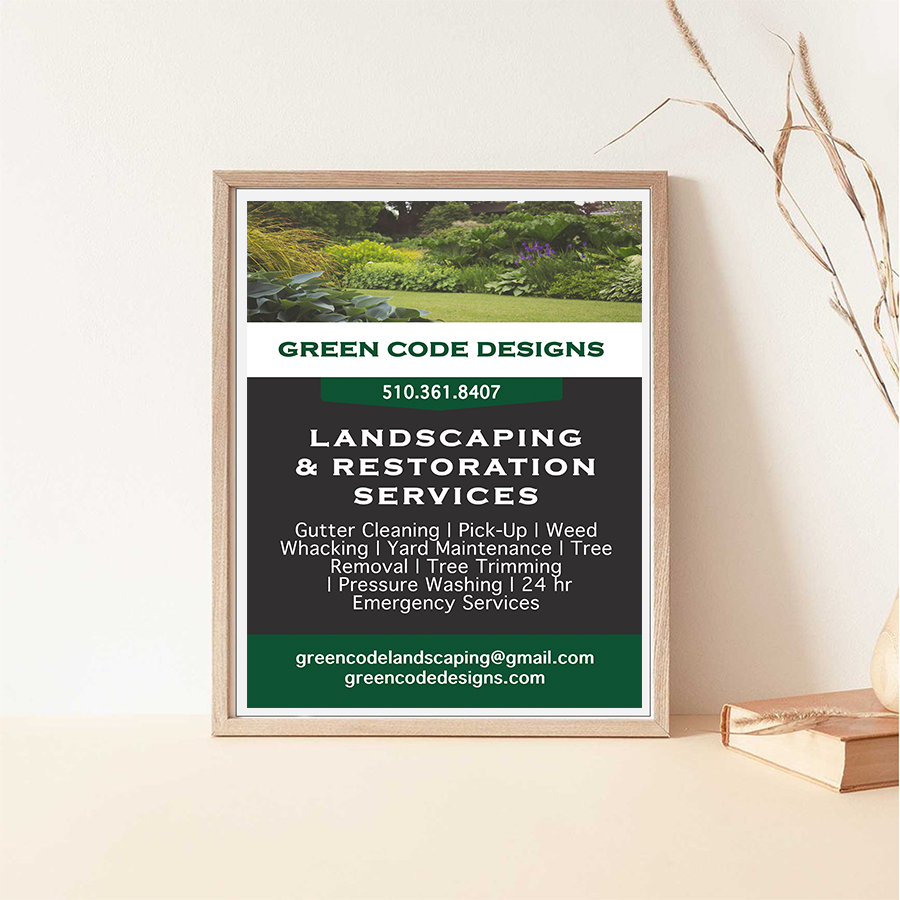 GREEN CODE DESIGNS
510.361.8407
LANDSCAPING
& RESTORATION
SERVICES
Gutter Cleaning | Pick-Up | Weed
Whacking | Yard Maintenance | Tree
Removal | Tree Trimming
| Pressure Washing | 24 hr
Emergency Services
greencodelandscaping@gmail.com
greencodedesigns.com